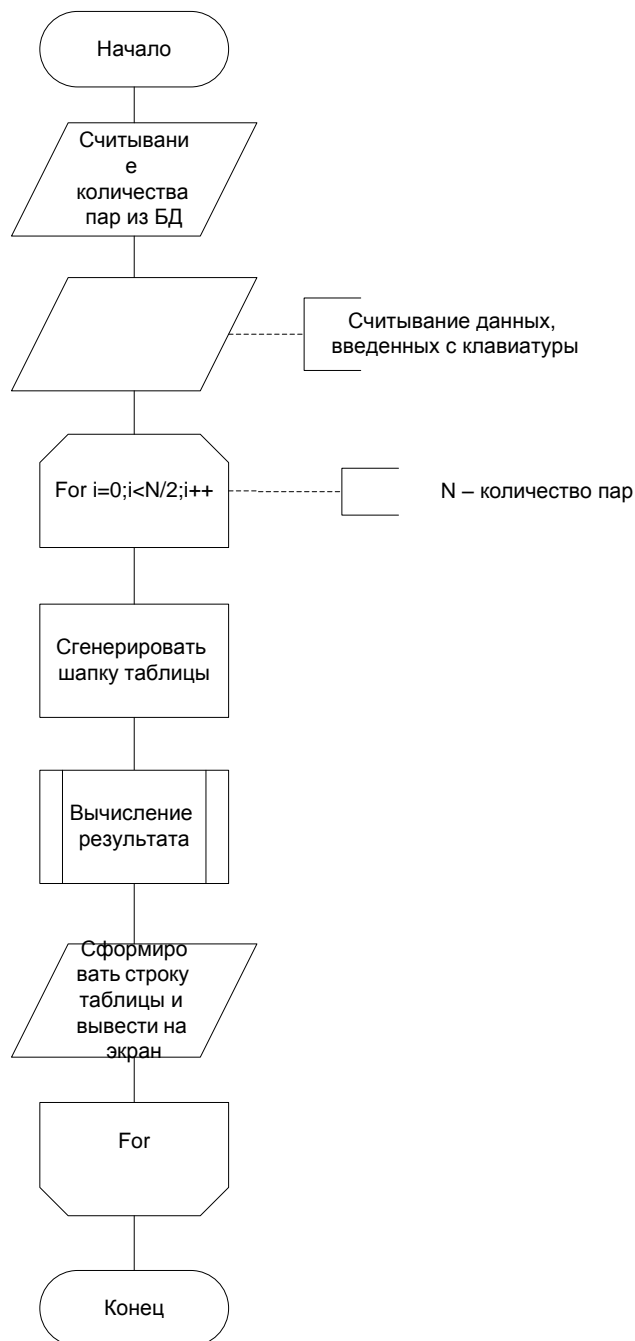 Начало
Считывани
е
количества
пар из БД
Считывание данных,
введенных с клавиатуры
For i=0;i<N/2;i++
N – количество пар
Сгенерировать
шапку таблицы
Вычисление
результата
Сформиро
вать строку
таблицы и
вывести на
экран
For
Конец